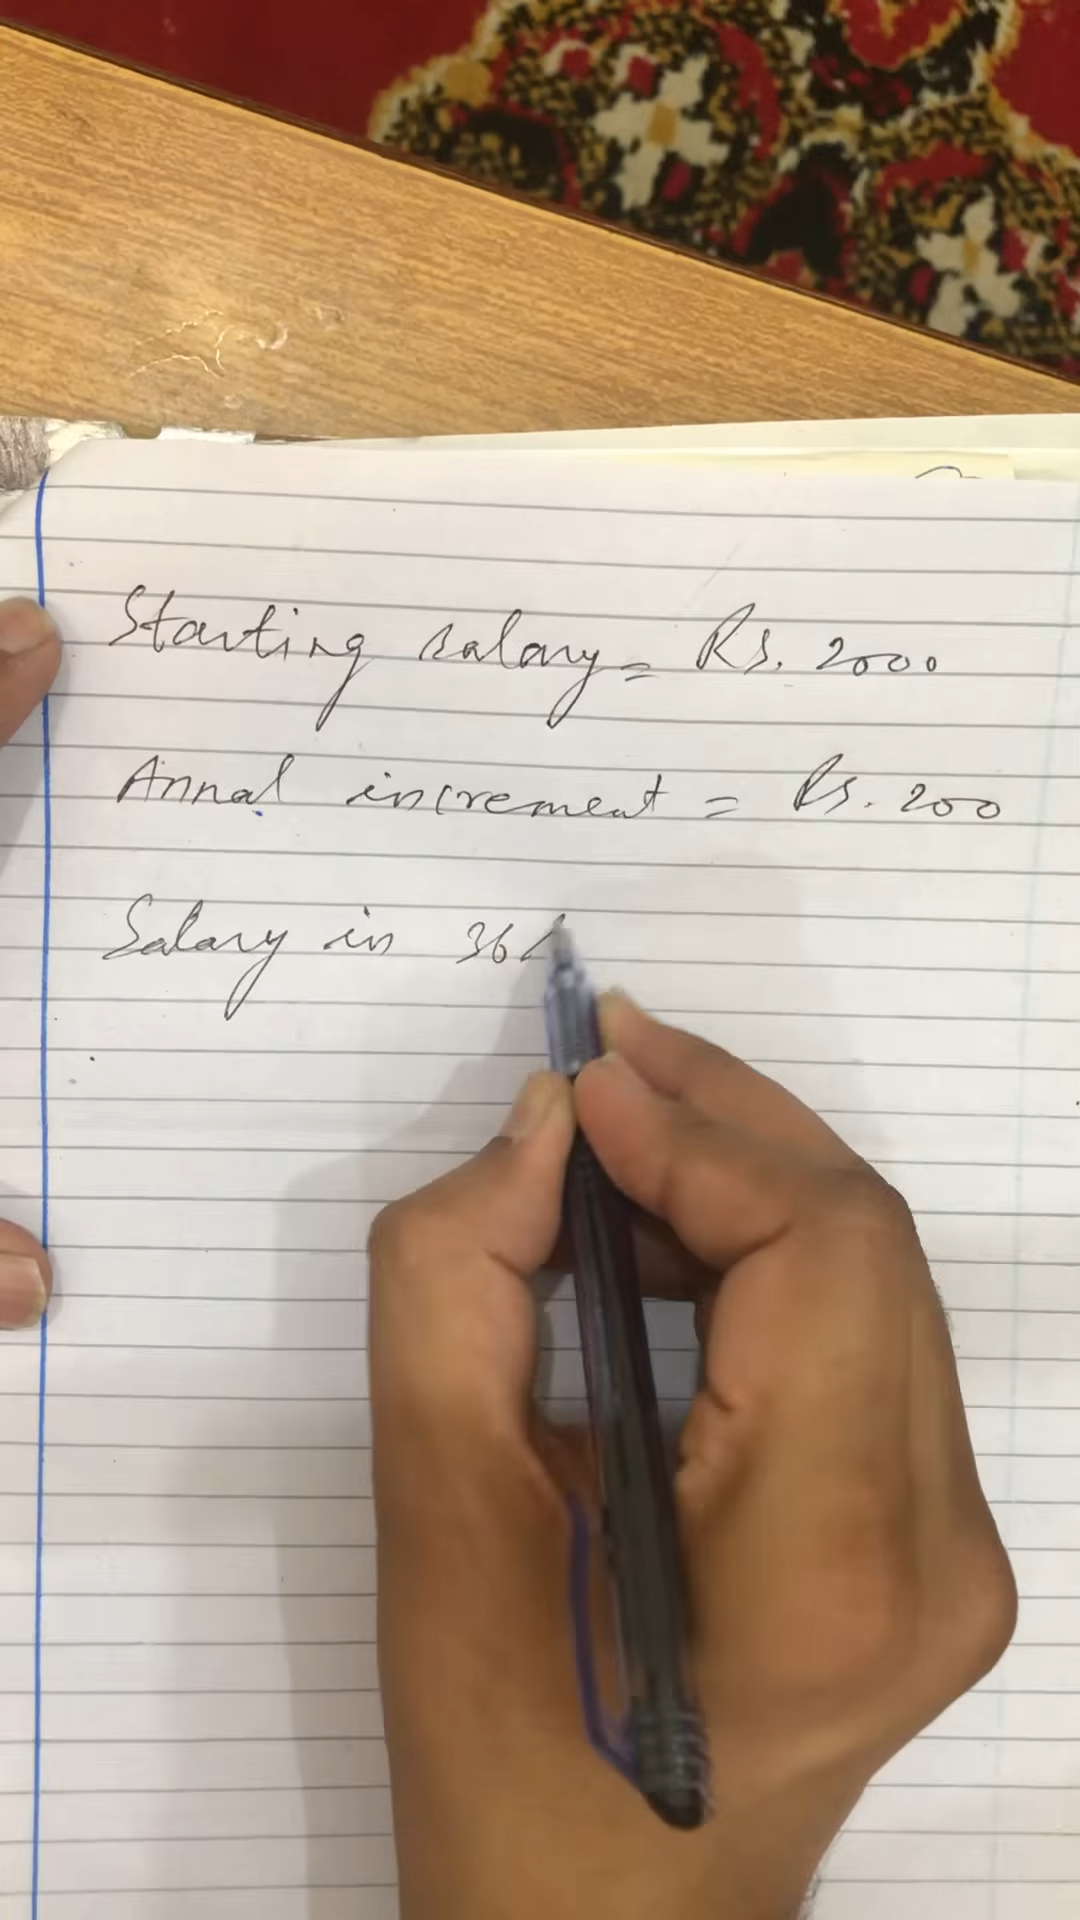 Starting salary = Rs. 2000
Annal increment = Rs. 200
Salary in 36